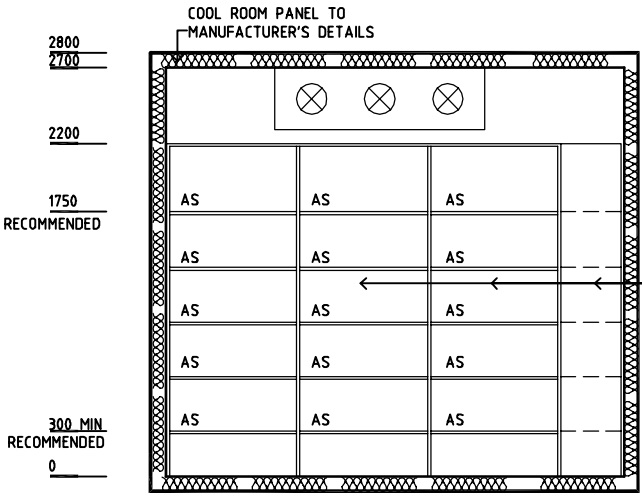 COOL ROOM PANEL TO
MANUFACTURER'S DETAILS
2800
2700
2200
1750
RECOMMENDED
AS AS AS
AS AS AS
AS AS AS
AS AS AS
AS AS AS
300 MIN
RECOMMENDED
0